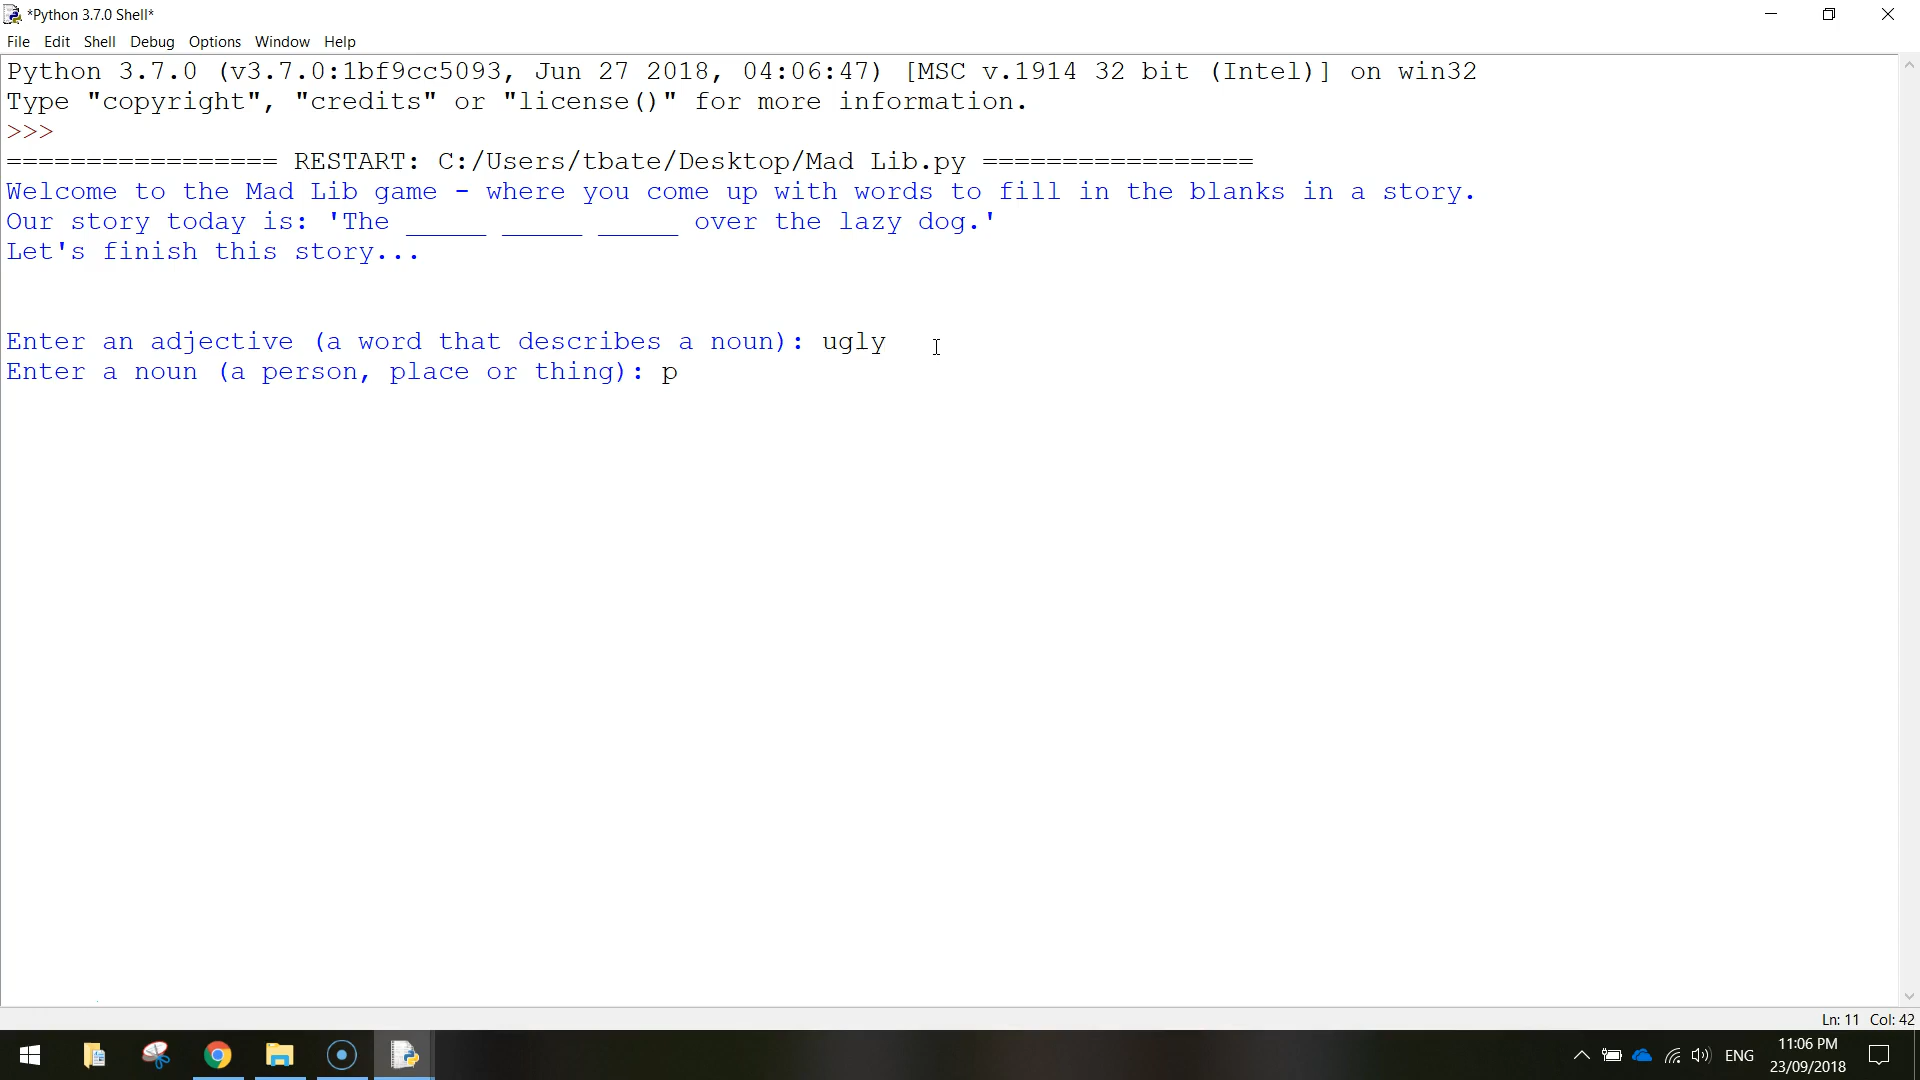 *Python 3.7.0 Shell*
File Edit Shell Debug Options Window Help
Python 3.7.0 (v3.7.0:1bf9cc5093, Jun 27 2018, 04:06:47) [MSC v.1914 32 bit (Intel)] on win32
Type "copyright", "credits" or "license()" for more information.
>>>
================= RESTART: C:/Users/tbate/Desktop/Mad Lib.py =================
Welcome to the Mad Lib game - where you come up with words to fill in the blanks in a story.
Our story today is: 'The _____ _____ _____ over the lazy dog.'
Let's finish this story...
Enter an adjective (a word that describes a noun): ugly
Enter a noun (a person, place or thing): p
Ln: 11 Col: 42
ENG
11:06 PM
23/09/2018